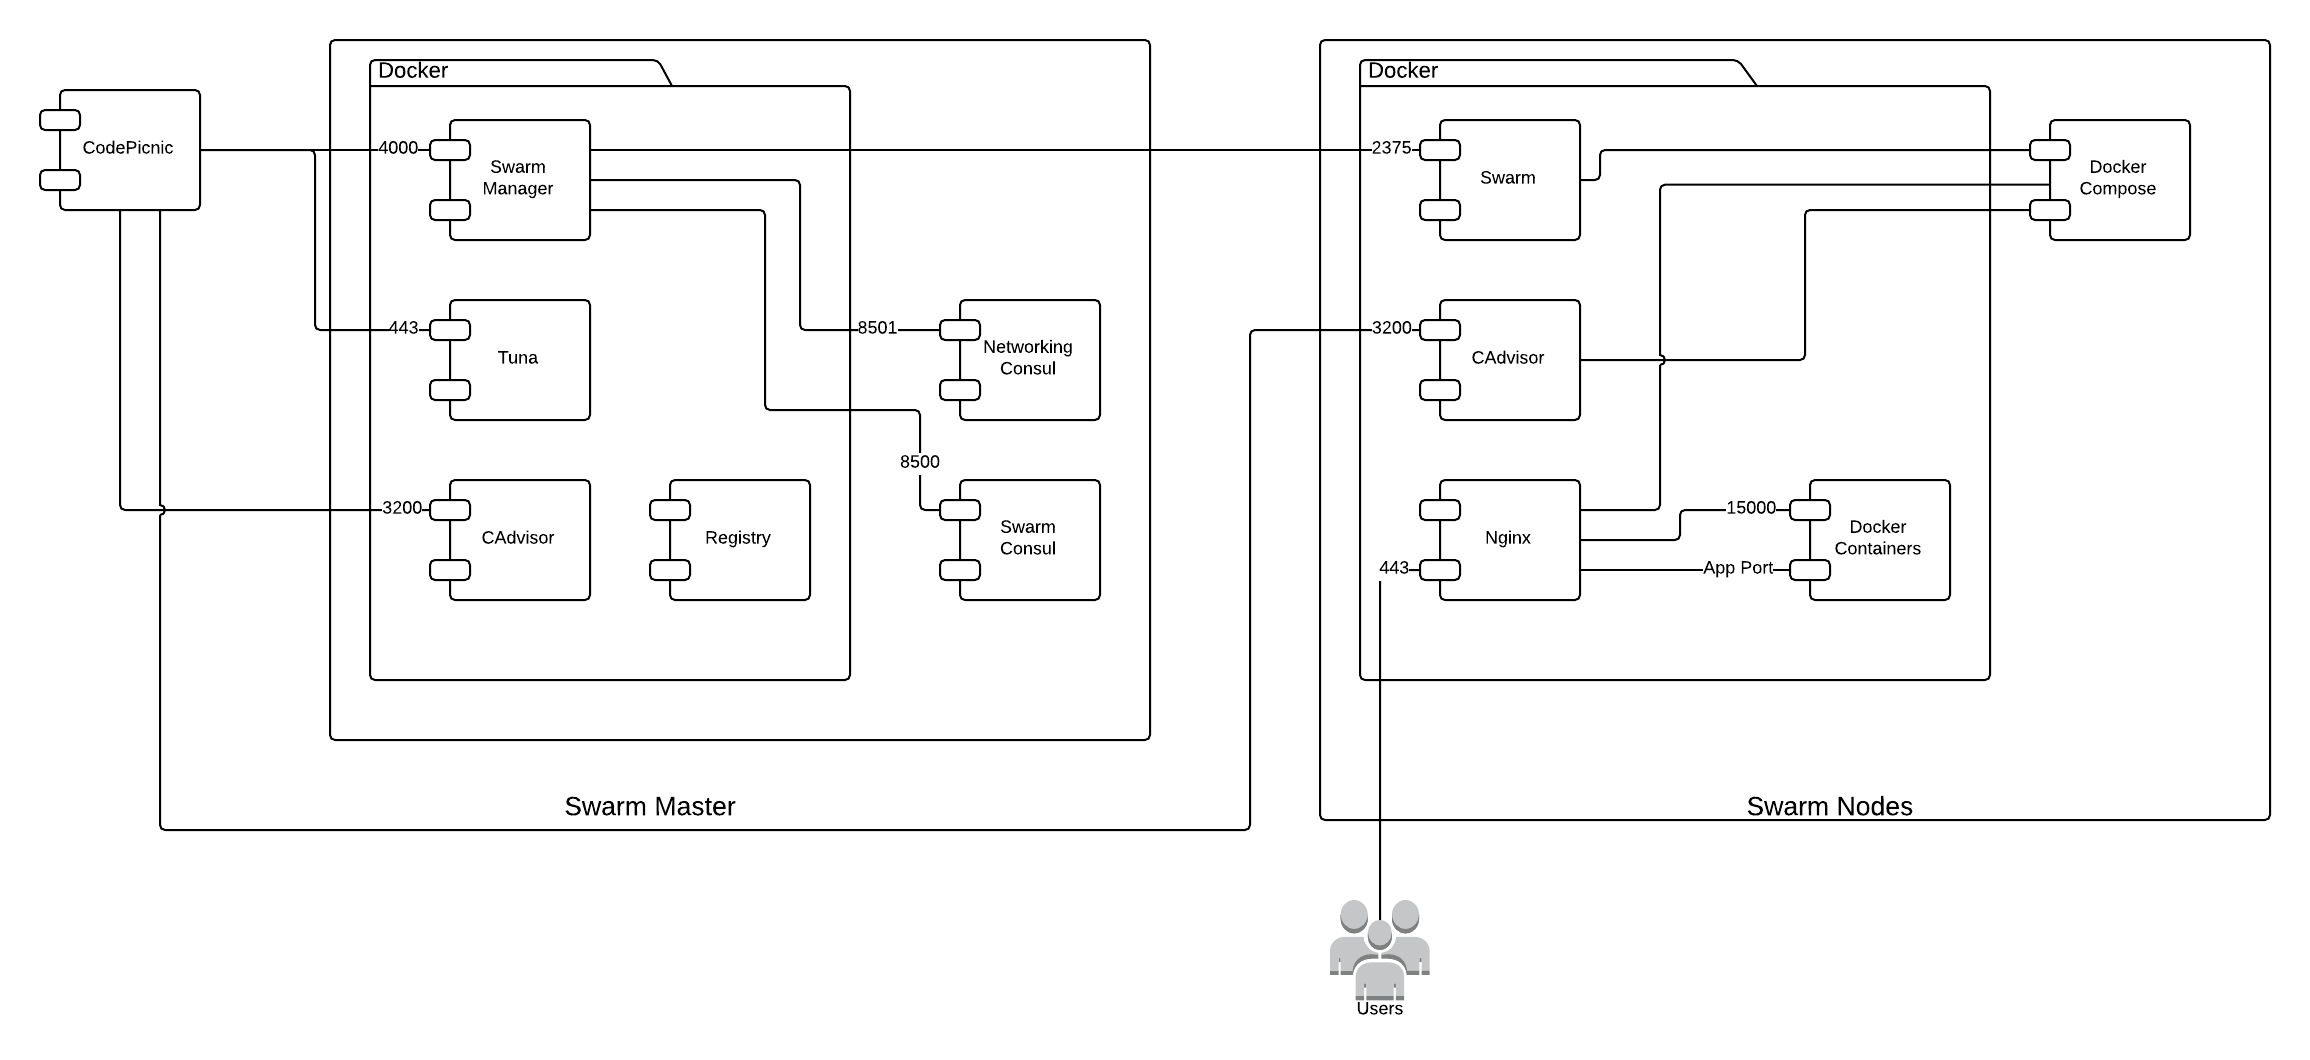 Docker
CodePicnic
4000
Swarm
Manager
443
Tuna
8501
Networking
Consul
8500
3200
CAdvisor
Registry
Swarm
Consul
Swarm Master
Docker
2375
Swarm
Docker
Compose
3200
CAdvisor
Nginx
443
15000
App Port
Docker
Containers
Swarm Nodes
Users